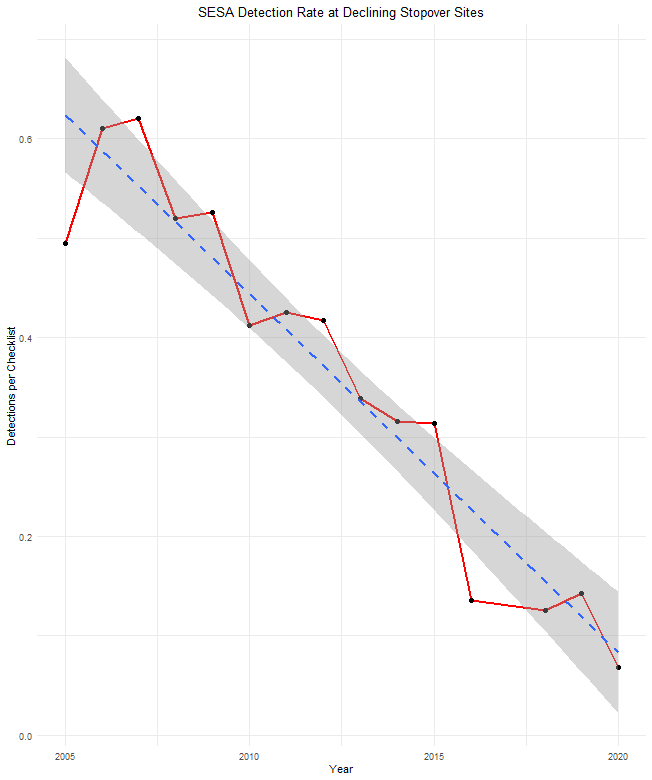 SESA Detection Rate at Declining Stopover Sites
Detections per Checklist
0.6
0.4
0.2
0.0
2005 2010 2015 2020
Year